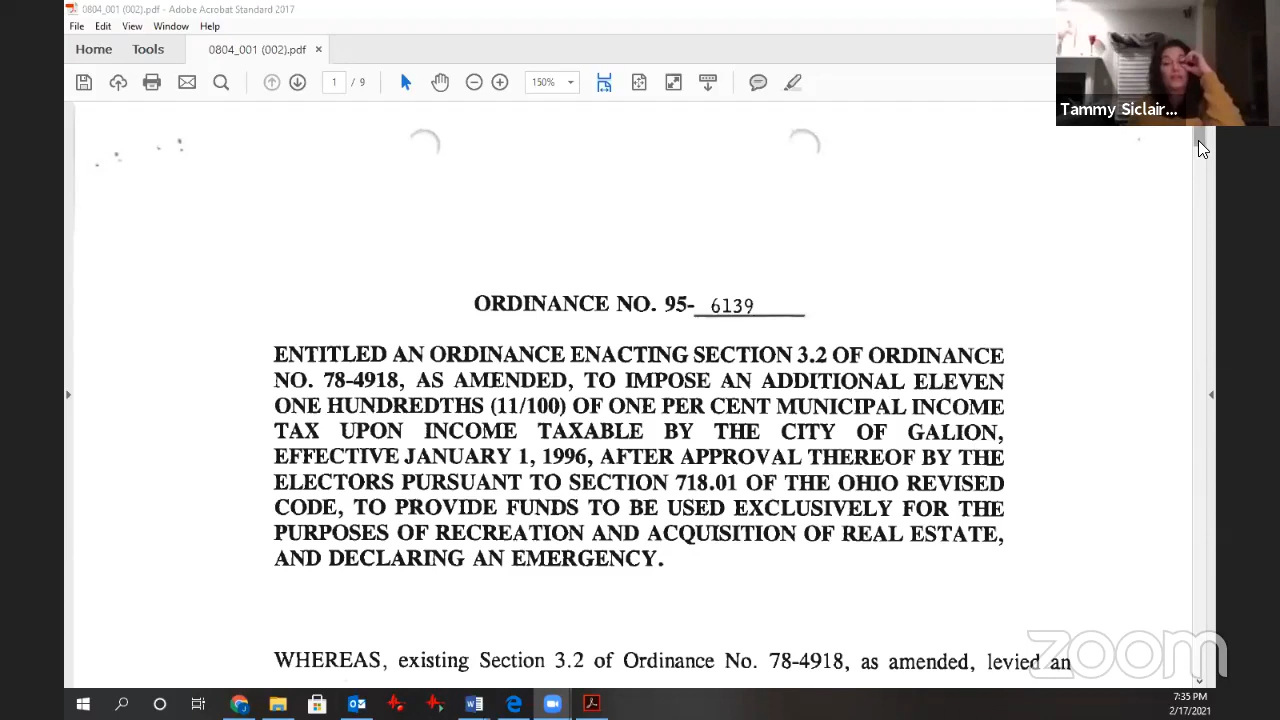 0804_001 (002).pdf - Adobe Acrobat Standard 2017
File Edit View Window Help
Home Tools 0804_001 (002).pdf ×
1 / 9 150%
Tammy Siclair...
ORDINANCE NO. 95- 6139
ENTITLED AN ORDINANCE ENACTING SECTION 3.2 OF ORDINANCE
NO. 78-4918, AS AMENDED, TO IMPOSE AN ADDITIONAL ELEVEN
ONE HUNDREDTHS (11/100) OF ONE PER CENT MUNICIPAL INCOME
TAX UPON INCOME TAXABLE BY THE CITY OF GALION,
EFFECTIVE JANUARY 1, 1996, AFTER APPROVAL THEREOF BY THE
ELECTORS PURSUANT TO SECTION 718.01 OF THE OHIO REVISED
CODE, TO PROVIDE FUNDS TO BE USED EXCLUSIVELY FOR THE
PURPOSES OF RECREATION AND ACQUISITION OF REAL ESTATE,
AND DECLARING AN EMERGENCY.
WHEREAS, existing Section 3.2 of Ordinance No. 78-4918, as amended, levied an
zoom
7:35 PM
2/17/2021